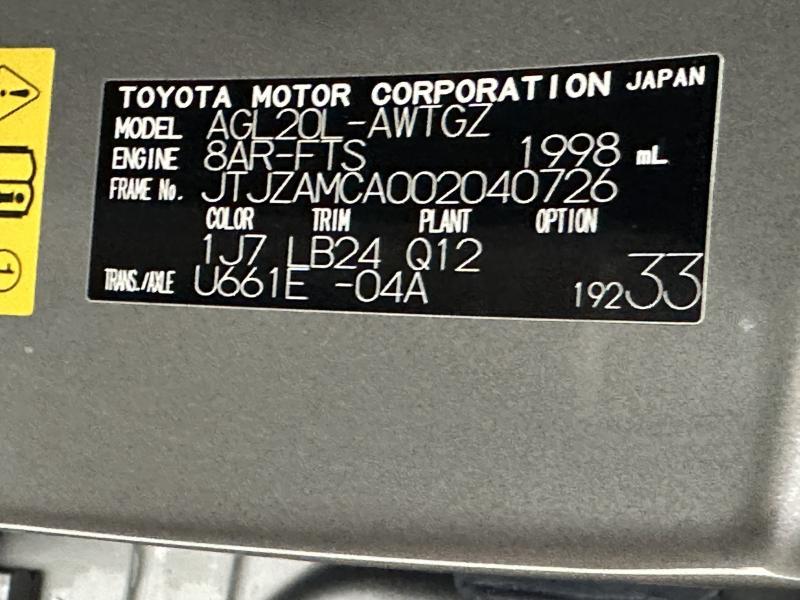 TOYOTA MOTOR CORPORATION JAPAN
MODEL AGL20L-AWTGZ
ENGINE 8AR-FTS 1998 mL
FRAME No. JTJZAMCA002040726
COLOR TRIM PLANT OPTION
1J7 LB24 Q12
TRANS./AXLE U661E -04A
19233
1